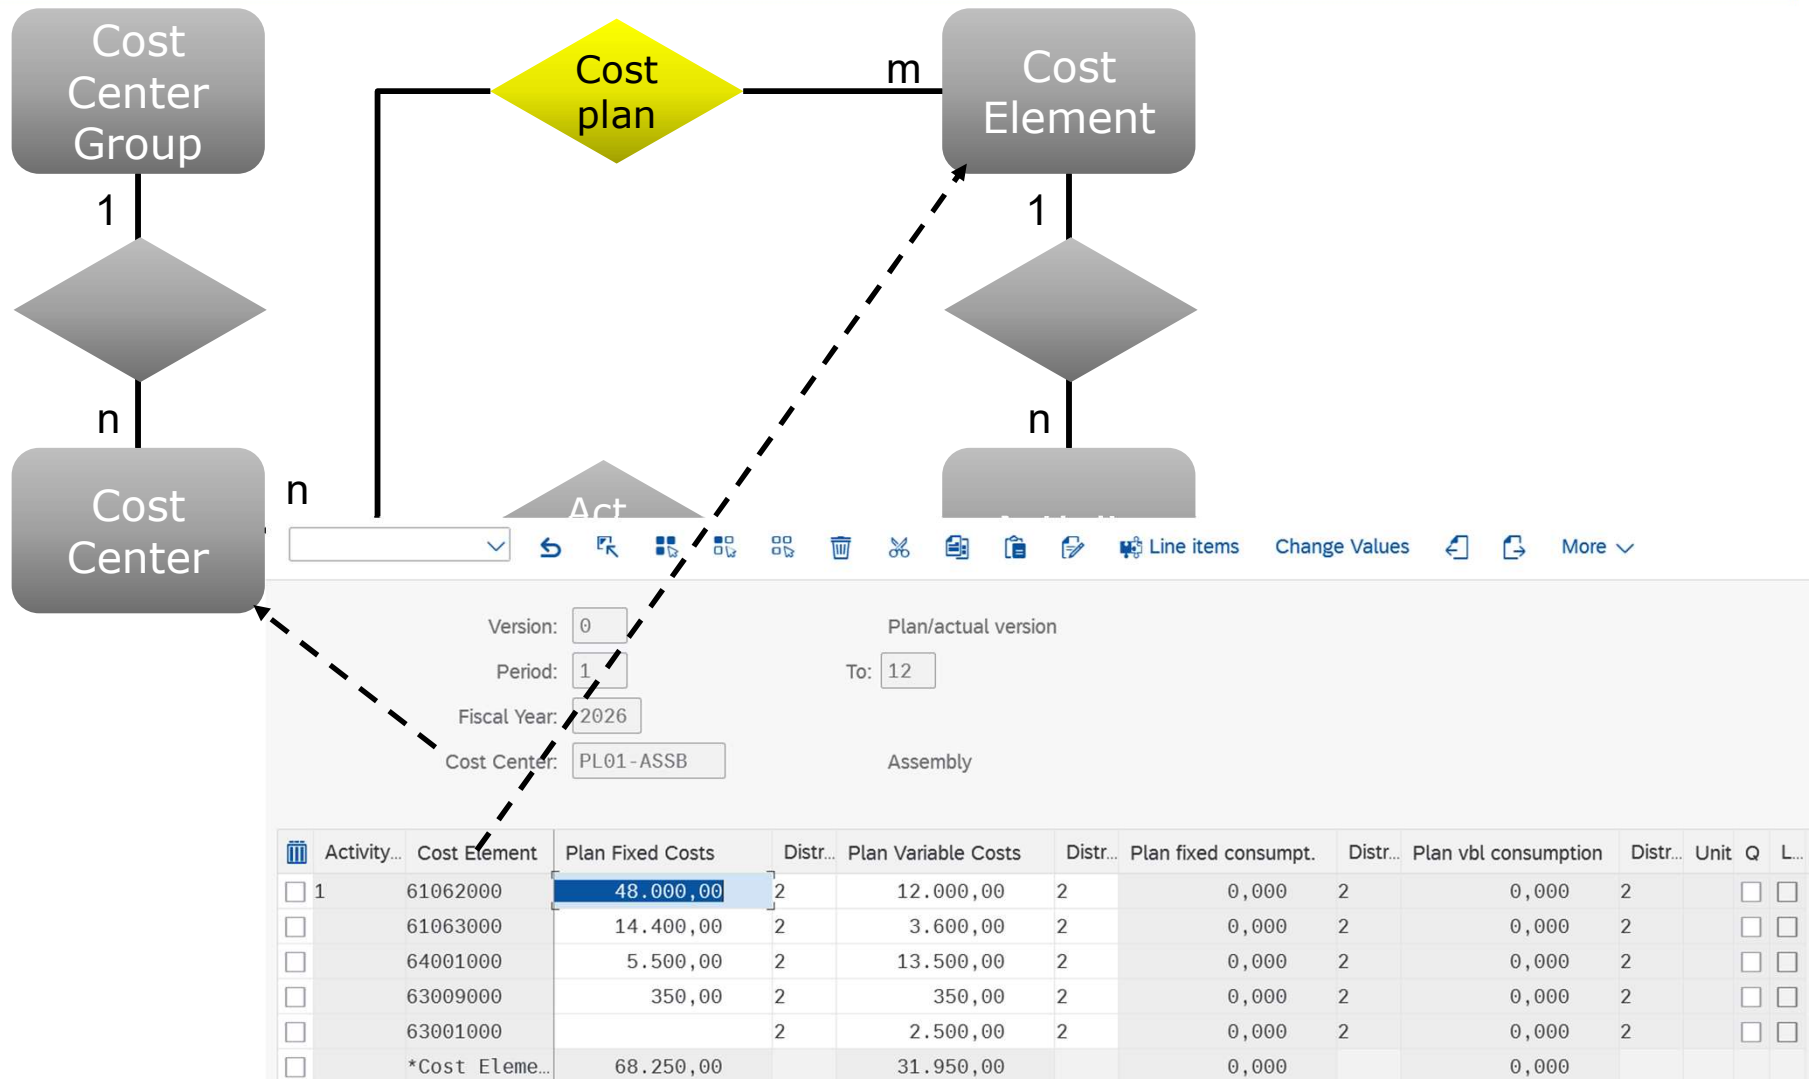 Cost
Center
Group
Cost
plan
m
Cost
Element
1
1
n
n
Cost
Center
n
Act
Line items Change Values More
Version: 0 Plan/actual version
Period: 1 To: 12
Fiscal Year: 2026
Cost Center: PL01-ASSB Assembly
Activity... Cost Element Plan Fixed Costs Distr... Plan Variable Costs Distr... Plan fixed consumpt. Distr... Plan vbl consumption Distr... Unit Q L...
1 61062000 48.000,00 2 12.000,00 2 0,000 2 0,000 2
61063000 14.400,00 2 3.600,00 2 0,000 2 0,000 2
64001000 5.500,00 2 13.500,00 2 0,000 2 0,000 2
63009000 350,00 2 350,00 2 0,000 2 0,000 2
63001000 2 2.500,00 2 0,000 2 0,000 2
*Cost Eleme... 68.250,00 31.950,00 0,000 0,000